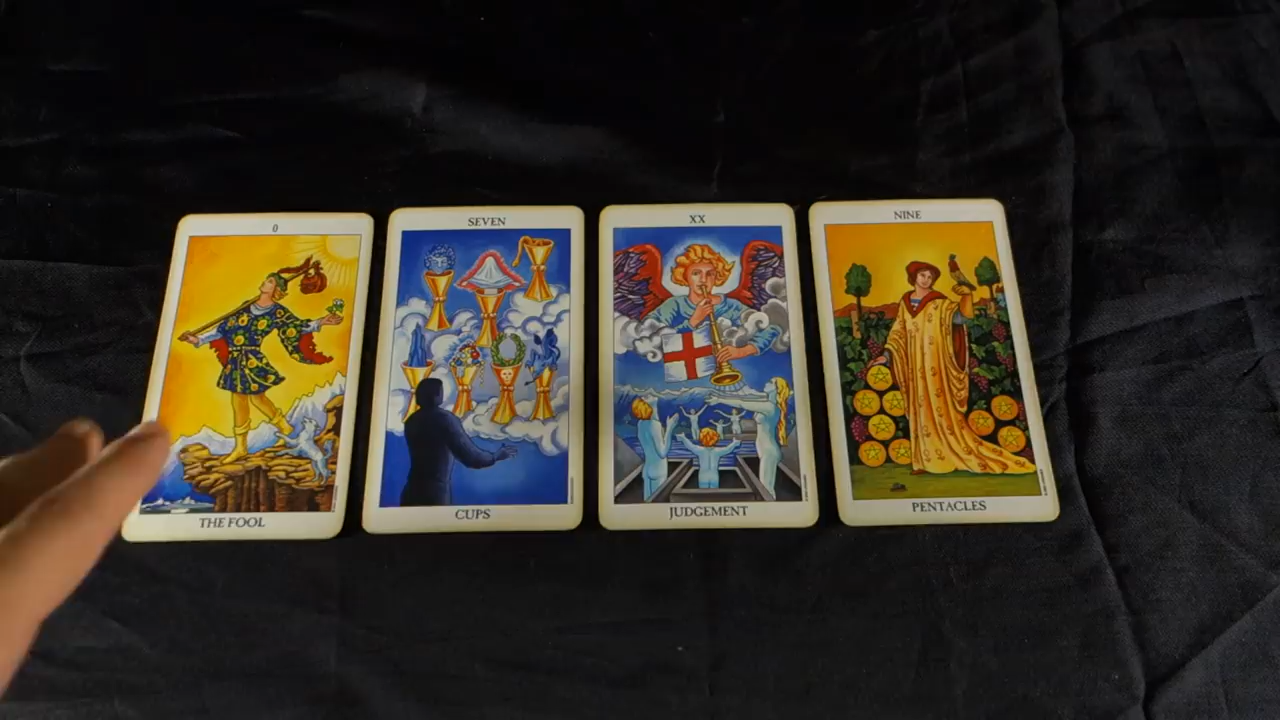 0
THE FOOL
SEVEN
CUPS
XX
JUDGEMENT
NINE
PENTACLES